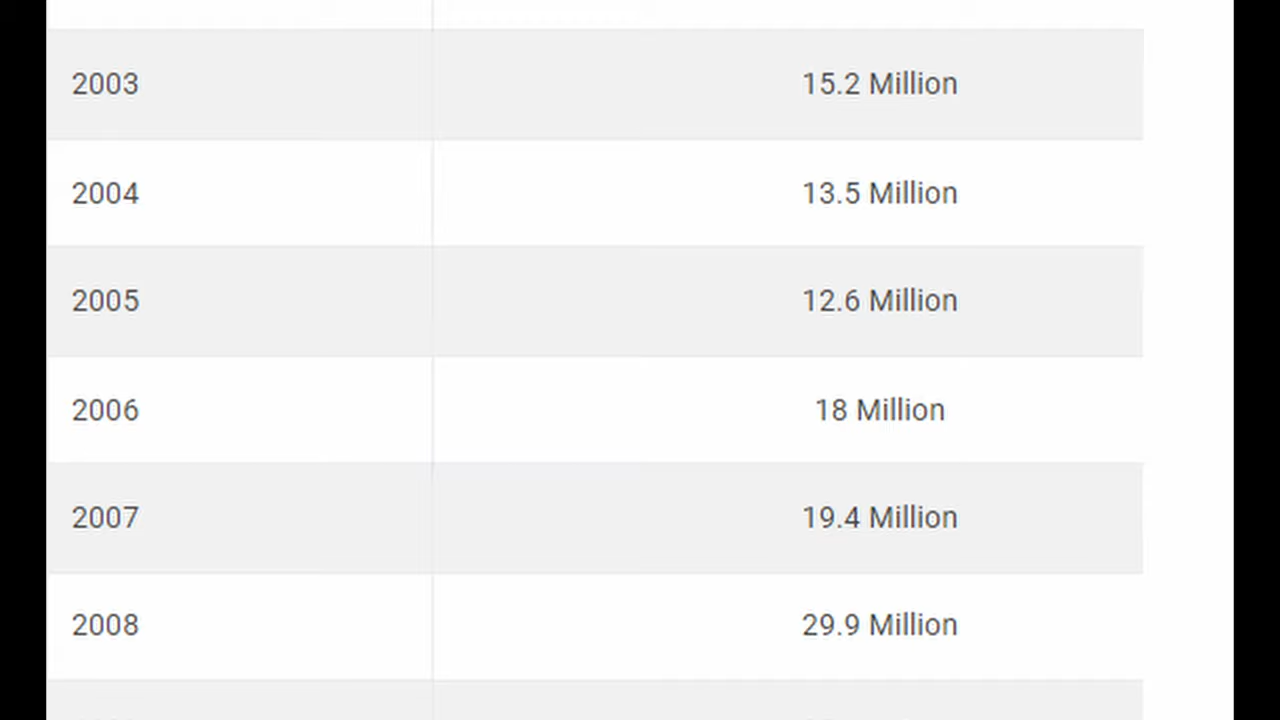 2003 15.2 Million
2004 13.5 Million
2005 12.6 Million
2006 18 Million
2007 19.4 Million
2008 29.9 Million